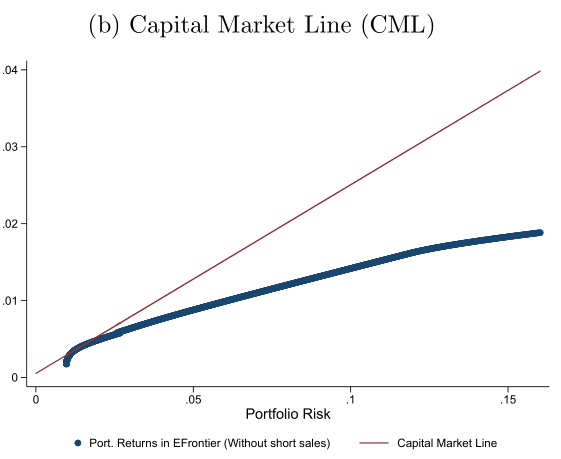 (b) Capital Market Line (CML)
.04
.03
.02
.01
0
0 .05 .1 .15
Portfolio Risk
Port. Returns in EFrontier (Without short sales) Capital Market Line